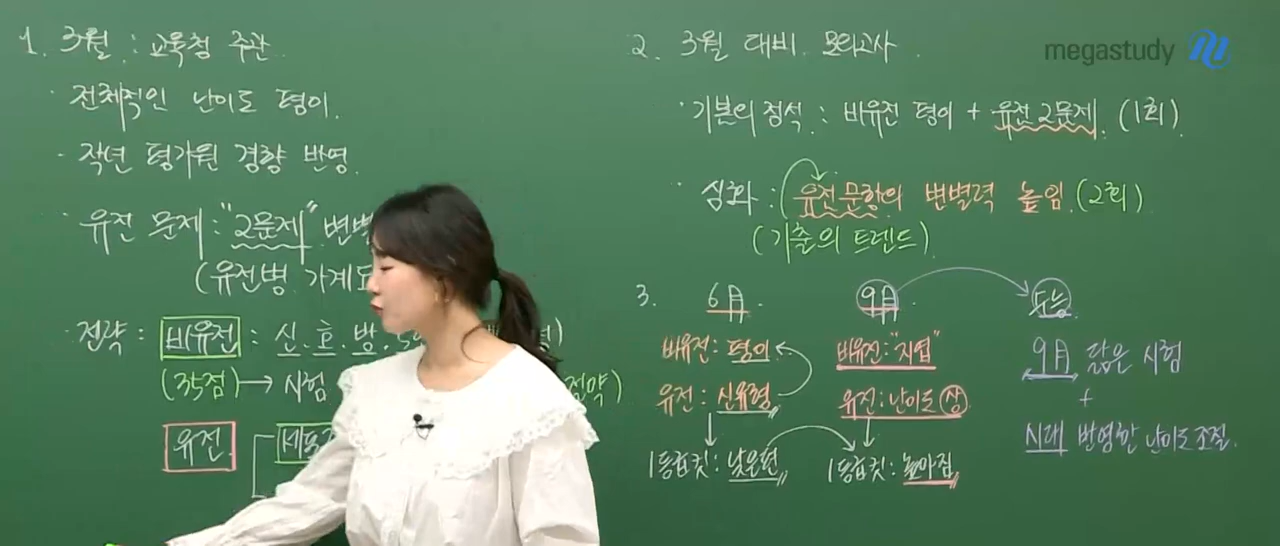 1. 3월 : 교육청 주관.
· 전체적인 난이도 평이.
· 작년 평가원 경향 반영.
· 유전 문제 : "2문제"
(유전병 가계도
· 전략 : 비유전 : 신. 흐. 방.
(35점) → 시험
유전
2. 3월 대비 모의고사.
megastudy
· 기본의 정석 : 비유전 평이 + 유전 2문제. (1회)
· 심화 : (유전 문항의 변별력 높임. (2회)
(기출의 트렌드)
3. 6月. 9月. 수능.
비유전 : 평이 비유전 : "지엽" 9月 닮은 시험
유전 : 신유형 유전 : 난이도 상 +
시대 반영한 난이도 조절.
1등급컷 : 낮은편 1등급컷 : 높아짐